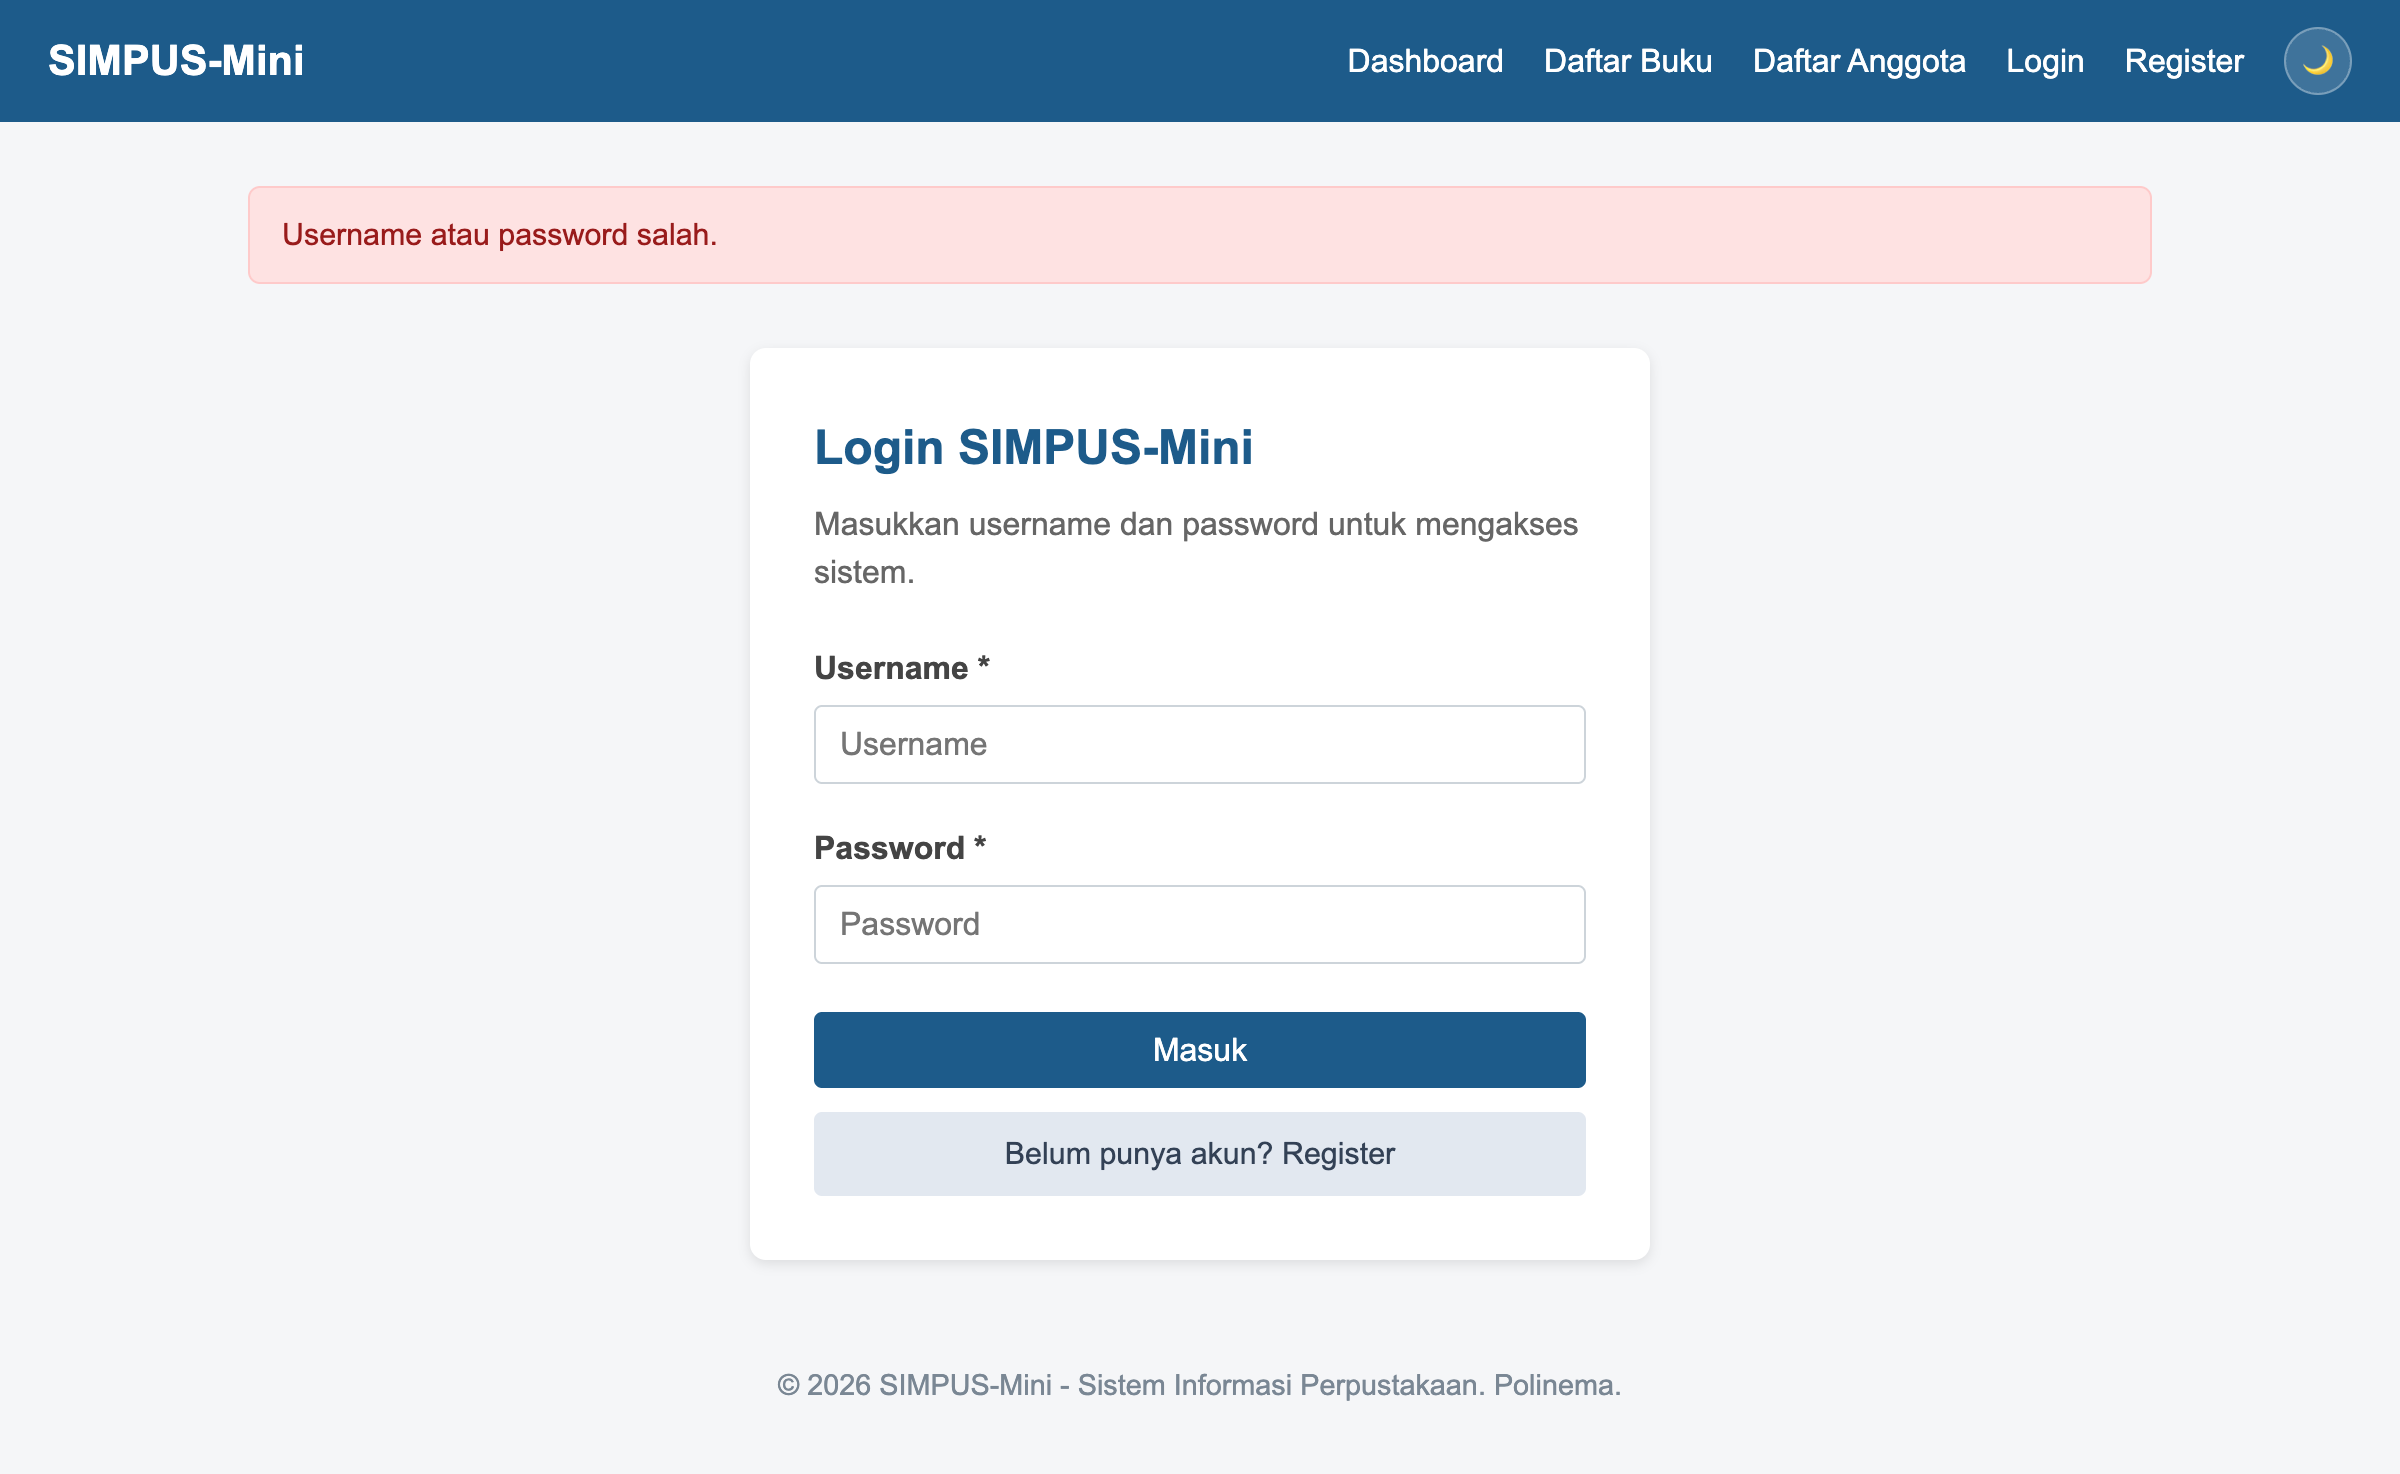 SIMPUS-Mini
Dashboard Daftar Buku Daftar Anggota Login Register
Username atau password salah.
Login SIMPUS-Mini
Masukkan username dan password untuk mengakses
sistem.
Username *
Username
Password *
Password
Masuk
Belum punya akun? Register
© 2026 SIMPUS-Mini - Sistem Informasi Perpustakaan. Polinema.